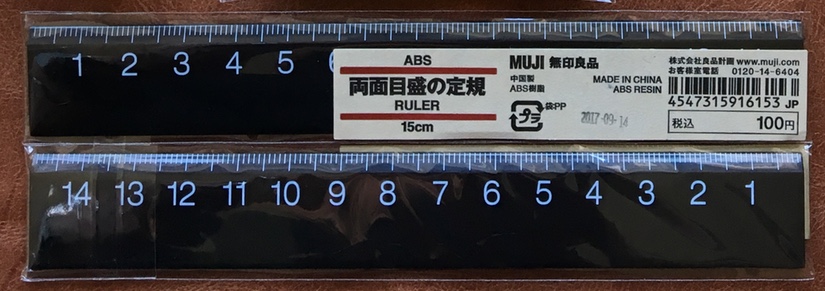 1 2 3 4 5 6
ABS
両面目盛の定規
RULER
15cm
MUJI 無印良品
中国製 MADE IN CHINA
ABS樹脂 ABS RESIN
プラ 袋:PP
2017-09-14
株式会社良品計画 www.muji.com
お客様室電話 0120-14-6404
4547315916153 JP
税込 100円
14 13 12 11 10 9 8 7 6 5 4 3 2 1